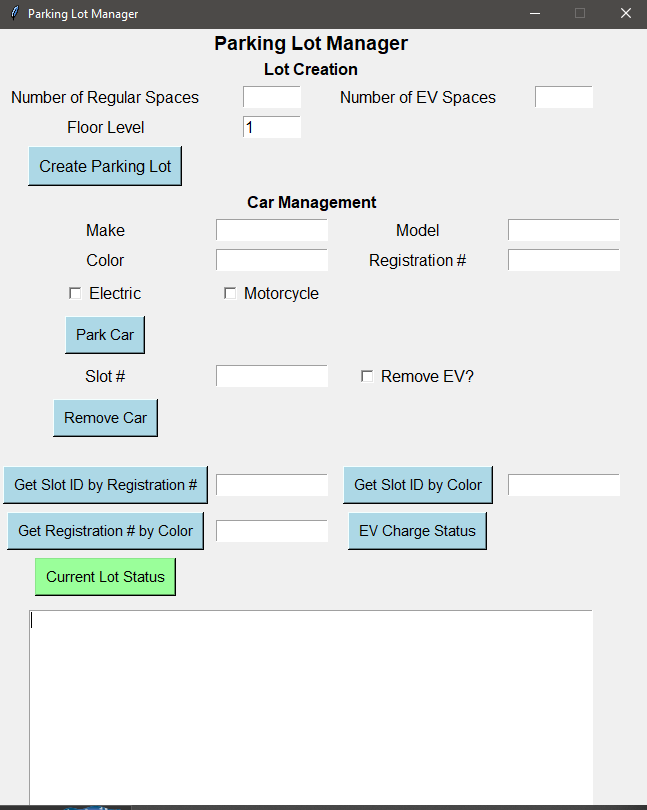 Parking Lot Manager
Parking Lot Manager
Lot Creation
Number of Regular Spaces Number of EV Spaces
Floor Level 1
Create Parking Lot
Car Management
Make Model
Color Registration #
Electric Motorcycle
Park Car
Slot # Remove EV?
Remove Car
Get Slot ID by Registration # Get Slot ID by Color
Get Registration # by Color EV Charge Status
Current Lot Status